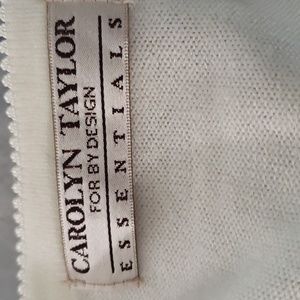 CAROLYN TAYLOR
FOR BY DESIGN
ESSENTIALS